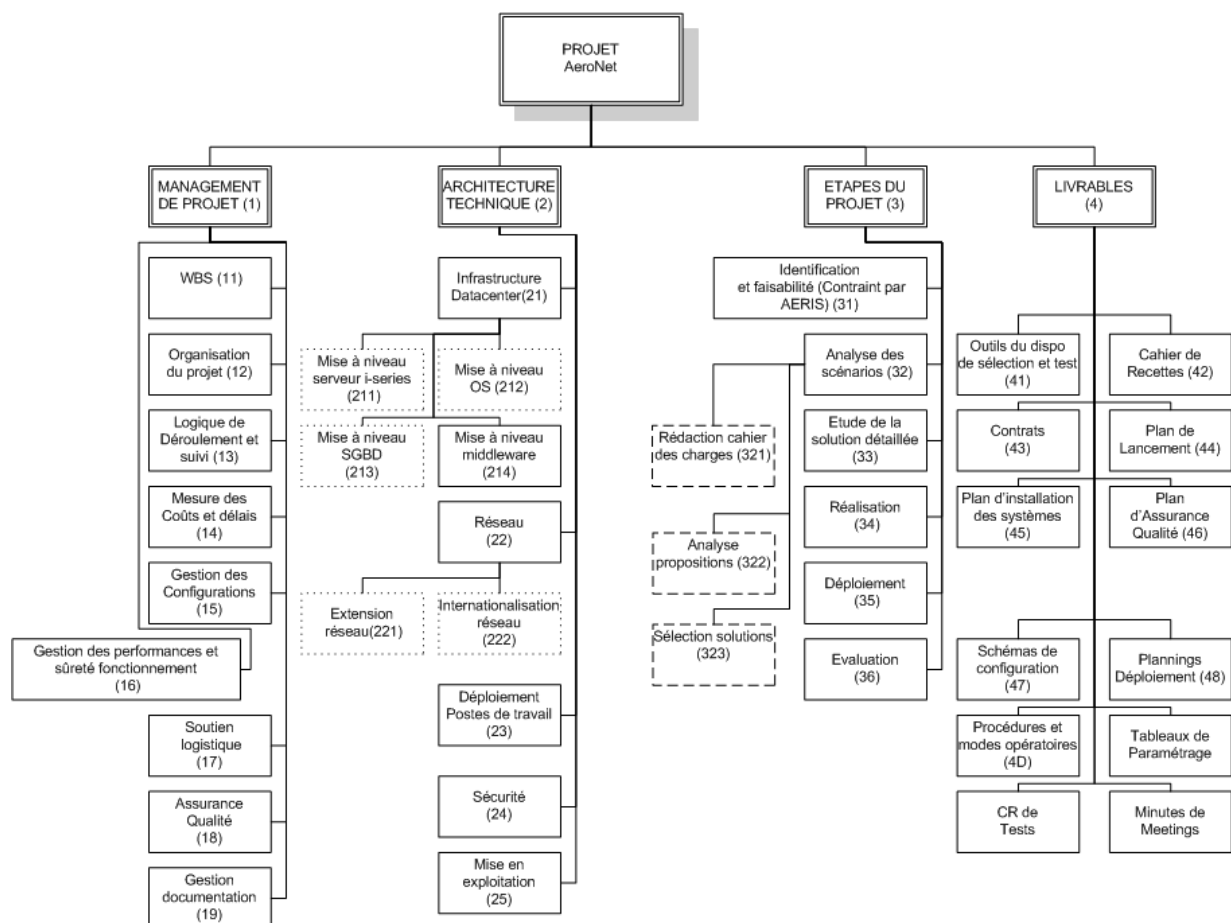 PROJET
AeroNet
MANAGEMENT
DE PROJET (1)
WBS (11)
Organisation
du projet (12)
Logique de
Déroulement et
suivi (13)
Mesure des
Coûts et délais
(14)
Gestion des
Configurations
(15)
Gestion des performances et
sûreté fonctionnement
(16)
Soutien
logistique
(17)
Assurance
Qualité
(18)
Gestion
documentation
(19)
ARCHITECTURE
TECHNIQUE (2)
Infrastructure
Datacenter(21)
Mise à niveau
serveur i-series
(211)
Mise à niveau
OS (212)
Mise à niveau
SGBD
(213)
Mise à niveau
middleware
(214)
Réseau
(22)
Extension
réseau(221)
Internationalisation
réseau
(222)
Déploiement
Postes de travail
(23)
Sécurité
(24)
Mise en
exploitation
(25)
ETAPES DU
PROJET (3)
Identification
et faisabilité (Contraint par
AERIS) (31)
Analyse des
scénarios (32)
Rédaction cahier
des charges (321)
Analyse
propositions (322)
Sélection solutions
(323)
Etude de la
solution détaillée
(33)
Réalisation
(34)
Déploiement
(35)
Evaluation
(36)
LIVRABLES
(4)
Outils du dispo
de sélection et test
(41)
Cahier de
Recettes (42)
Contrats
(43)
Plan de
Lancement (44)
Plan d'installation
des systèmes
(45)
Plan
d'Assurance
Qualité (46)
Schémas de
configuration
(47)
Plannings
Déploiement (48)
Procédures et
modes opératoires
(4D)
Tableaux de
Paramétrage
CR de
Tests
Minutes de
Meetings